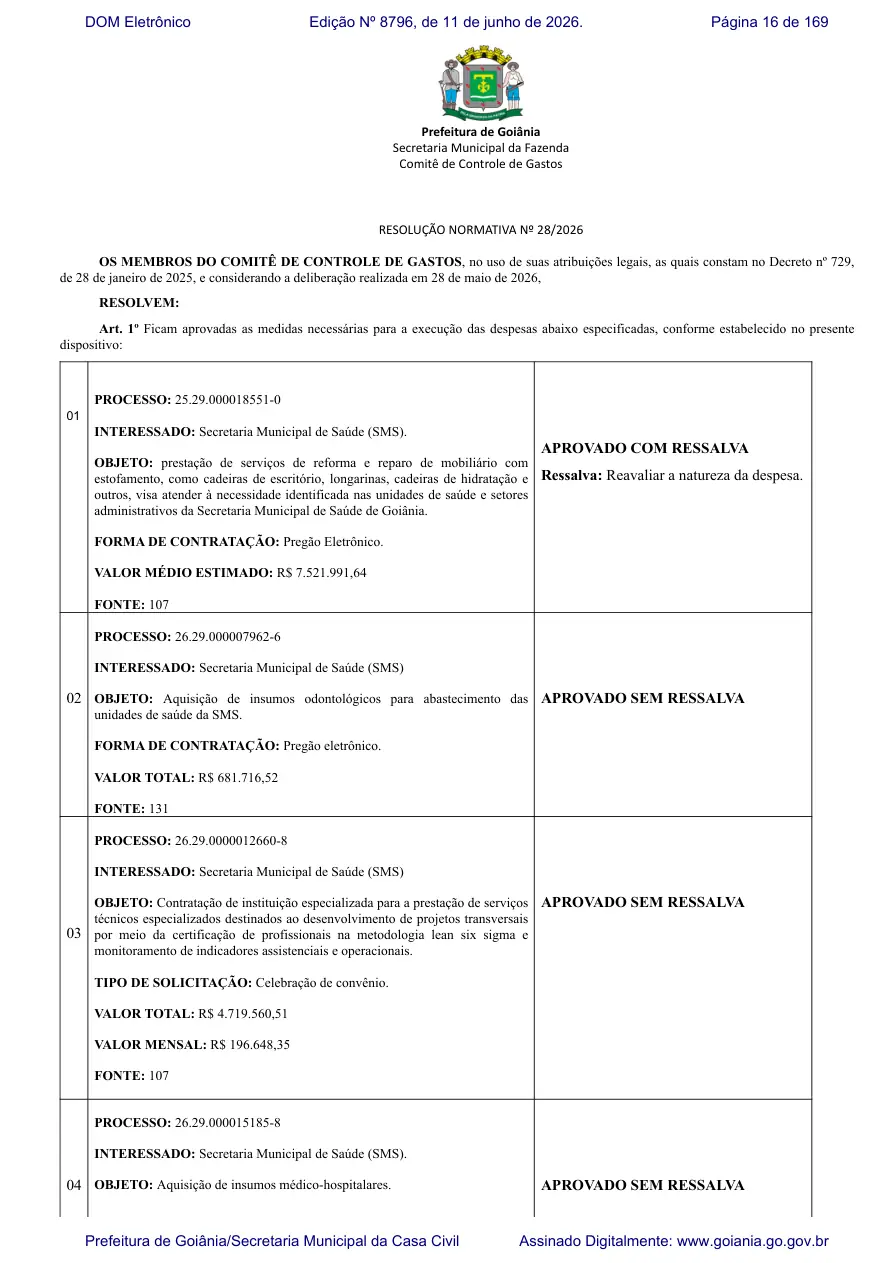 DOM Eletrônico Edição Nº 8796, de 11 de junho de 2026. Página 16 de 169
Prefeitura de Goiânia
Secretaria Municipal da Fazenda
Comitê de Controle de Gastos
RESOLUÇÃO NORMATIVA Nº 28/2026
OS MEMBROS DO COMITÊ DE CONTROLE DE GASTOS, no uso de suas atribuições legais, as quais constam no Decreto nº 729,
de 28 de janeiro de 2025, e considerando a deliberação realizada em 28 de maio de 2026,
RESOLVEM:
Art. 1º Ficam aprovadas as medidas necessárias para a execução das despesas abaixo especificadas, conforme estabelecido no presente
dispositivo:
01
PROCESSO: 25.29.000018551-0
INTERESSADO: Secretaria Municipal de Saúde (SMS).
OBJETO: prestação de serviços de reforma e reparo de mobiliário com
estofamento, como cadeiras de escritório, longarinas, cadeiras de hidratação e
outros, visa atender à necessidade identificada nas unidades de saúde e setores
administrativos da Secretaria Municipal de Saúde de Goiânia.
FORMA DE CONTRATAÇÃO: Pregão Eletrônico.
VALOR MÉDIO ESTIMADO: R$ 7.521.991,64
FONTE: 107
APROVADO COM RESSALVA
Ressalva: Reavaliar a natureza da despesa.
02
PROCESSO: 26.29.000007962-6
INTERESSADO: Secretaria Municipal de Saúde (SMS)
OBJETO: Aquisição de insumos odontológicos para abastecimento das
unidades de saúde da SMS.
FORMA DE CONTRATAÇÃO: Pregão eletrônico.
VALOR TOTAL: R$ 681.716,52
FONTE: 131
APROVADO SEM RESSALVA
03
PROCESSO: 26.29.0000012660-8
INTERESSADO: Secretaria Municipal de Saúde (SMS)
OBJETO: Contratação de instituição especializada para a prestação de serviços
técnicos especializados destinados ao desenvolvimento de projetos transversais
por meio da certificação de profissionais na metodologia lean six sigma e
monitoramento de indicadores assistenciais e operacionais.
TIPO DE SOLICITAÇÃO: Celebração de convênio.
VALOR TOTAL: R$ 4.719.560,51
VALOR MENSAL: R$ 196.648,35
FONTE: 107
APROVADO SEM RESSALVA
04
PROCESSO: 26.29.000015185-8
INTERESSADO: Secretaria Municipal de Saúde (SMS).
OBJETO: Aquisição de insumos médico-hospitalares.
APROVADO SEM RESSALVA
Prefeitura de Goiânia/Secretaria Municipal da Casa Civil Assinado Digitalmente: www.goiania.go.gov.br